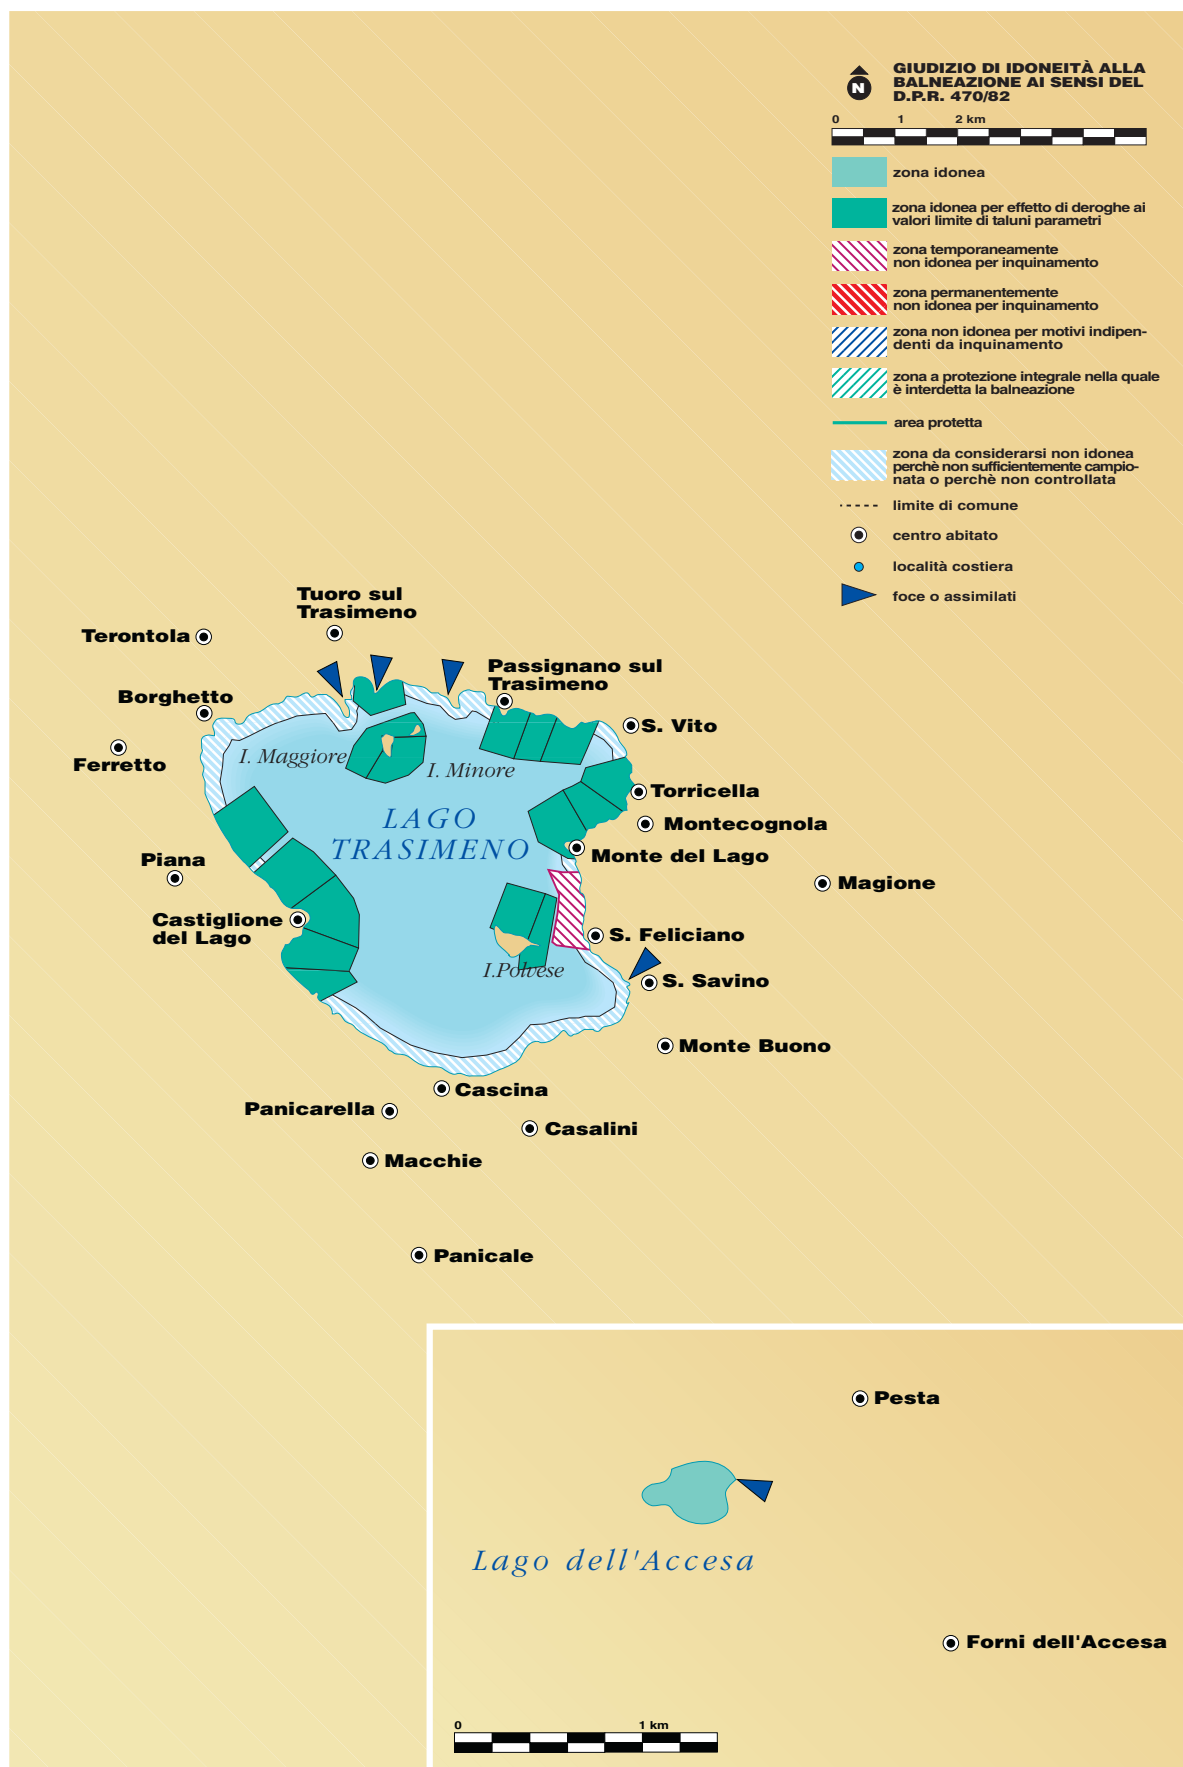 GIUDIZIO DI IDONEITÀ ALLA
BALNEAZIONE AI SENSI DEL
D.P.R. 470/82
N
0 1 2 km
zona idonea
zona idonea per effetto di deroghe ai
valori limite di taluni parametri
zona temporaneamente
non idonea per inquinamento
zona permanentemente
non idonea per inquinamento
zona non idonea per motivi indipen-
denti da inquinamento
zona a protezione integrale nella quale
è interdetta la balneazione
area protetta
zona da considerarsi non idonea
perchè non sufficientemente campio-
nata o perchè non controllata
limite di comune
centro abitato
località costiera
foce o assimilati
Tuoro sul
Trasimeno
Terontola
Passignano sul
Trasimeno
Borghetto
S. Vito
Ferretto
I. Maggiore
I. Minore
Torricella
LAGO
TRASIMENO
Montecognola
Monte del Lago
Piana
Magione
Castiglione
del Lago
S. Feliciano
I.Polvese
S. Savino
Monte Buono
Cascina
Panicarella
Casalini
Macchie
Panicale
Pesta
Lago dell'Accesa
Forni dell'Accesa
0 1 km